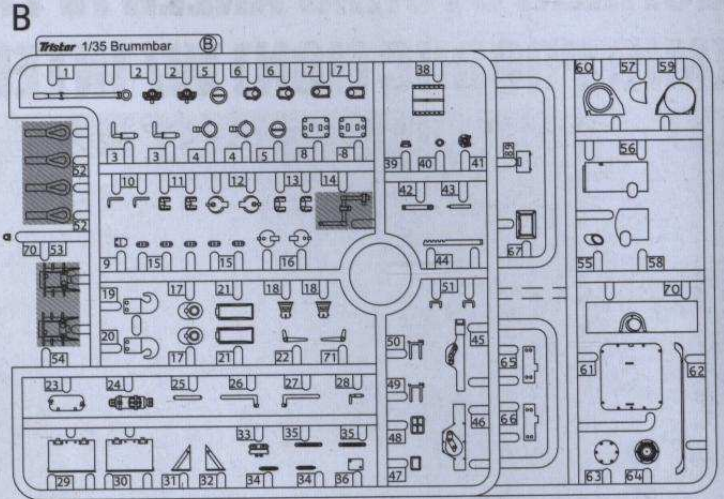 B
Tristar 1/35 Brummbar B
1 2 2 5 6 6 7 7 38 60 57 59
3 3 4 4 5 8 8 39 40 41
52 56
10 11 12 13 14 42 43
52
67
70 53 9 15 15 16 44 55 58
51
19 17 21 18 18 70
20 50 45
54 17 21 22 71 65 61 62
49
23 24 25 26 27 28 46 66
48
33 35 35
29 30 31 32 34 34 36 47 63 64